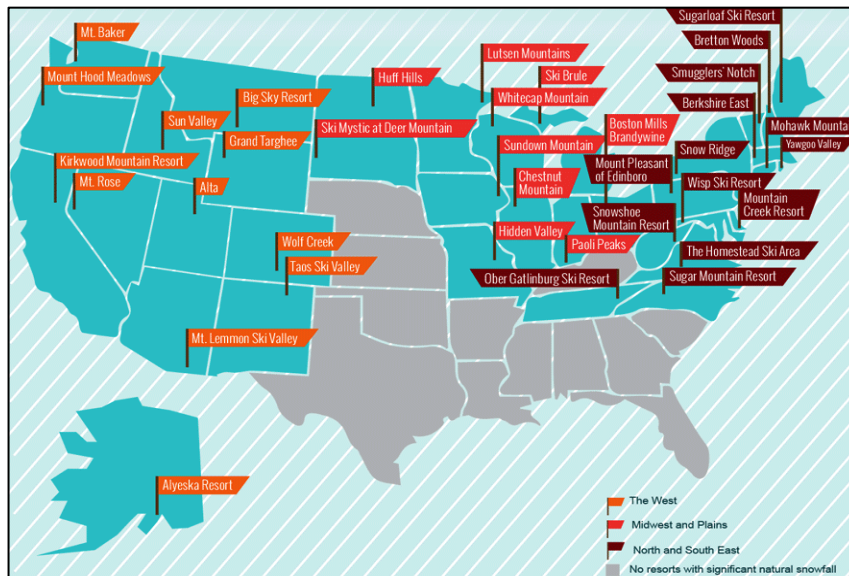 Sugarloaf Ski Resort
Mt. Baker
Bretton Woods
Lutsen Mountains
Smugglers' Notch
Mount Hood Meadows
Huff Hills
Ski Brule
Big Sky Resort
Whitecap Mountain
Berkshire East
Sun Valley
Ski Mystic at Deer Mountain
Boston Mills
Brandywine
Mohawk Mounta
Grand Targhee
Sundown Mountain
Snow Ridge
Yawgoo Valley
Kirkwood Mountain Resort
Mount Pleasant
of Edinboro
Mt. Rose
Alta
Chestnut
Mountain
Wisp Ski Resort
Mountain
Creek Resort
Snowshoe
Mountain Resort
Wolf Creek
Hidden Valley
Paoli Peaks
The Homestead Ski Area
Taos Ski Valley
Ober Gatlinburg Ski Resort
Sugar Mountain Resort
Mt. Lemmon Ski Valley
Alyeska Resort
The West
Midwest and Plains
North and South East
No resorts with significant natural snowfall